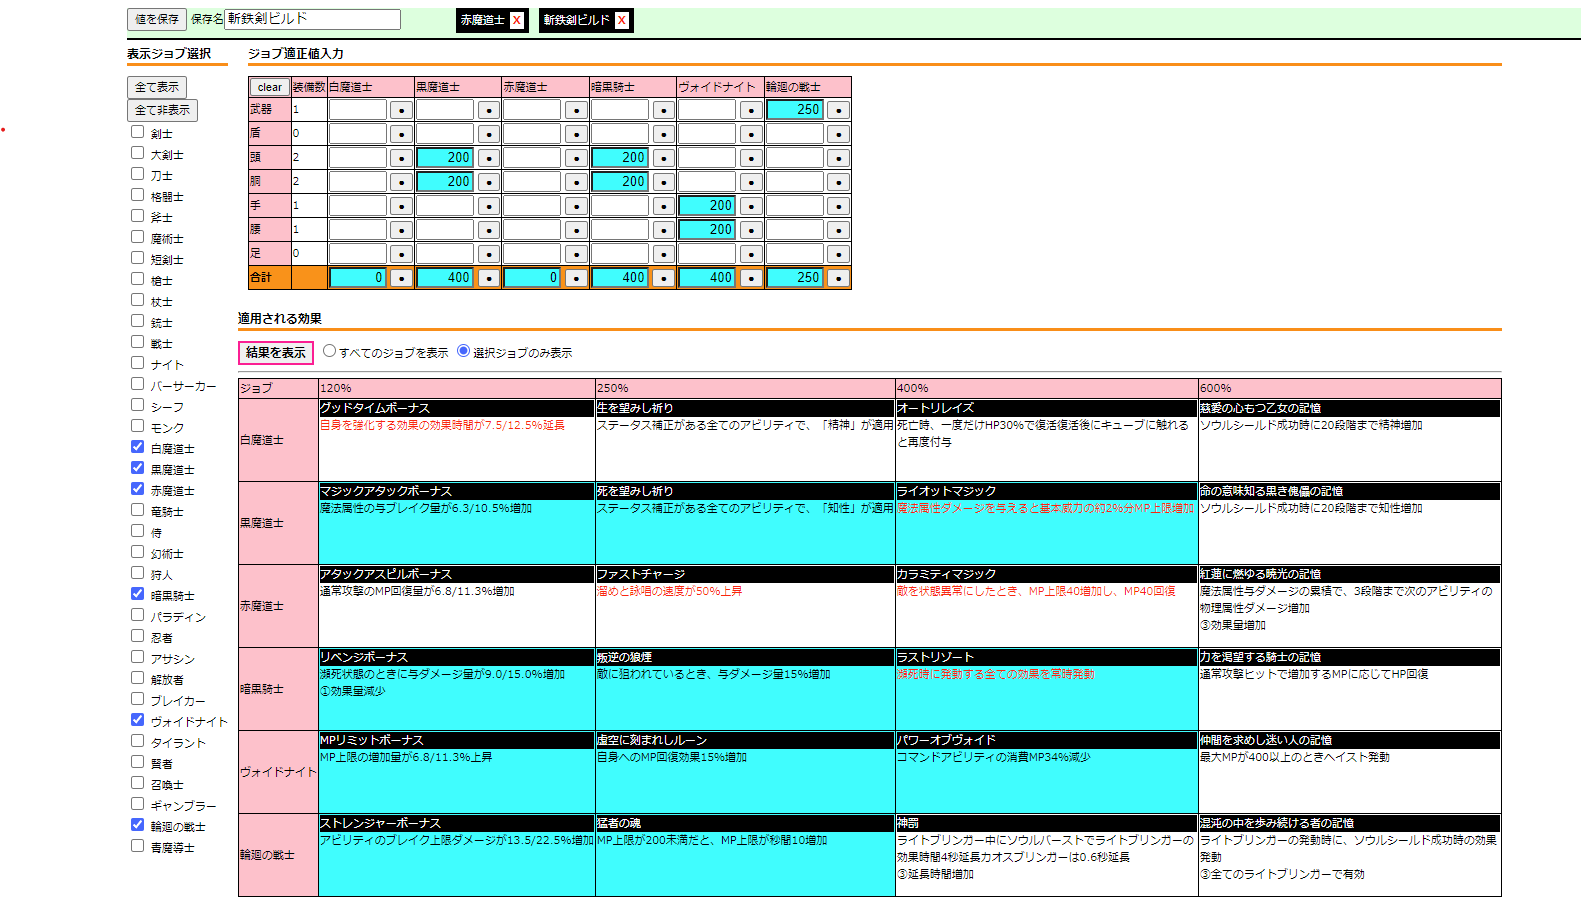 値を保存 保存名 斬鉄剣ビルド 赤魔道士 X 斬鉄剣ビルド X
表示ジョブ選択
全て表示
全て非表示
剣士
大剣士
刀士
格闘士
斧士
魔術士
短剣士
槍士
杖士
銃士
戦士
ナイト
バーサーカー
シーフ
モンク
白魔道士
黒魔道士
赤魔道士
竜騎士
侍
幻術士
狩人
暗黒騎士
パラディン
忍者
アサシン
解放者
ブレイカー
ヴォイドナイト
タイラント
賢者
召喚士
ギャンブラー
輪廻の戦士
青魔導士
ジョブ適正値入力
clear 装備数 白魔道士 黒魔道士 赤魔道士 暗黒騎士 ヴォイドナイト 輪廻の戦士
武器 1 250
盾 0
頭 2 200 200
胴 2 200 200
手 1 200
腰 1 200
足 0
合計 0 400 0 400 400 250
適用される効果
結果を表示 すべてのジョブを表示 選択ジョブのみ表示
ジョブ 120% 250% 400% 600%
白魔道士
グッドタイムボーナス
自身を強化する効果の効果時間が7.5/12.5%延長
生を望みし祈り
ステータス補正がある全てのアビリティで、「精神」が適用
オートリレイズ
死亡時、一度だけHP30%で復活復活後にキューブに触れる
と再度付与
慈愛の心もつ乙女の記憶
ソウルシールド成功時に20段階まで精神増加
黒魔道士
マジックアタックボーナス
魔法属性の与ブレイク量が6.3/10.5%増加
死を望みし祈り
ステータス補正がある全てのアビリティで、「知性」が適用
ライオットマジック
魔法属性ダメージを与えると基本威力の約2%分MP上限増加
命の意味知る黒き傀儡の記憶
ソウルシールド成功時に20段階まで知性増加
赤魔道士
アタックアスピルボーナス
通常攻撃のMP回復量が6.8/11.3%増加
ファストチャージ
溜めと詠唱の速度が50%上昇
カラミティマジック
敵を状態異常にしたとき、MP上限40増加し、MP40回復
紅蓮に燃ゆる暁光の記憶
魔法属性与ダメージの累積で、3段階まで次のアビリティの
物理属性ダメージ増加
③効果量増加
暗黒騎士
リベンジボーナス
瀕死状態のときに与ダメージ量が9.0/15.0%増加
①効果量減少
叛逆の狼煙
敵に狙われているとき、与ダメージ量15%増加
ラストリゾート
瀕死時に発動する全ての効果を常時発動
力を渇望する騎士の記憶
通常攻撃ヒットで増加するMPに応じてHP回復
ヴォイドナイト
MPリミットボーナス
MP上限の増加量が6.8/11.3%上昇
虚空に刻まれしルーン
自身へのMP回復効果15%増加
パワーオブヴォイド
コマンドアビリティの消費MP34%減少
仲間を求めし迷い人の記憶
最大MPが400以上のときヘイスト発動
輪廻の戦士
ストレンジャーボーナス
アビリティのブレイク上限ダメージが13.5/22.5%増加
猛者の魂
MP上限が200未満だと、MP上限が秒間10増加
神罰
ライトブリンガー中にソウルバーストでライトブリンガーの
効果時間4秒延長カオスブリンガーは0.6秒延長
③延長時間増加
混沌の中を歩み続ける者の記憶
ライトブリンガーの発動時に、ソウルシールド成功時の効果
発動
③全てのライトブリンガーで有効